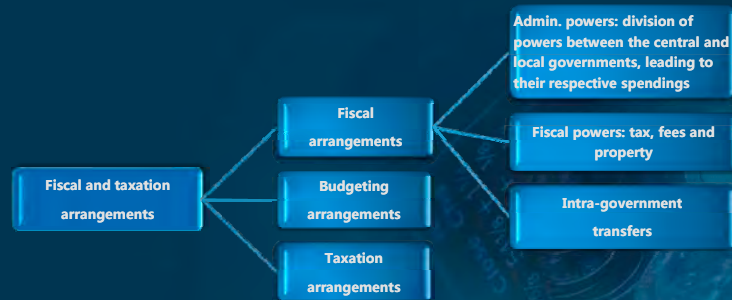 Fiscal and taxation
arrangements
Fiscal
arrangements
Budgeting
arrangements
Taxation
arrangements
Admin. powers: division of
powers between the central and
local governments, leading to
their respective spendings
Fiscal powers: tax, fees and
property
Intra-government
transfers